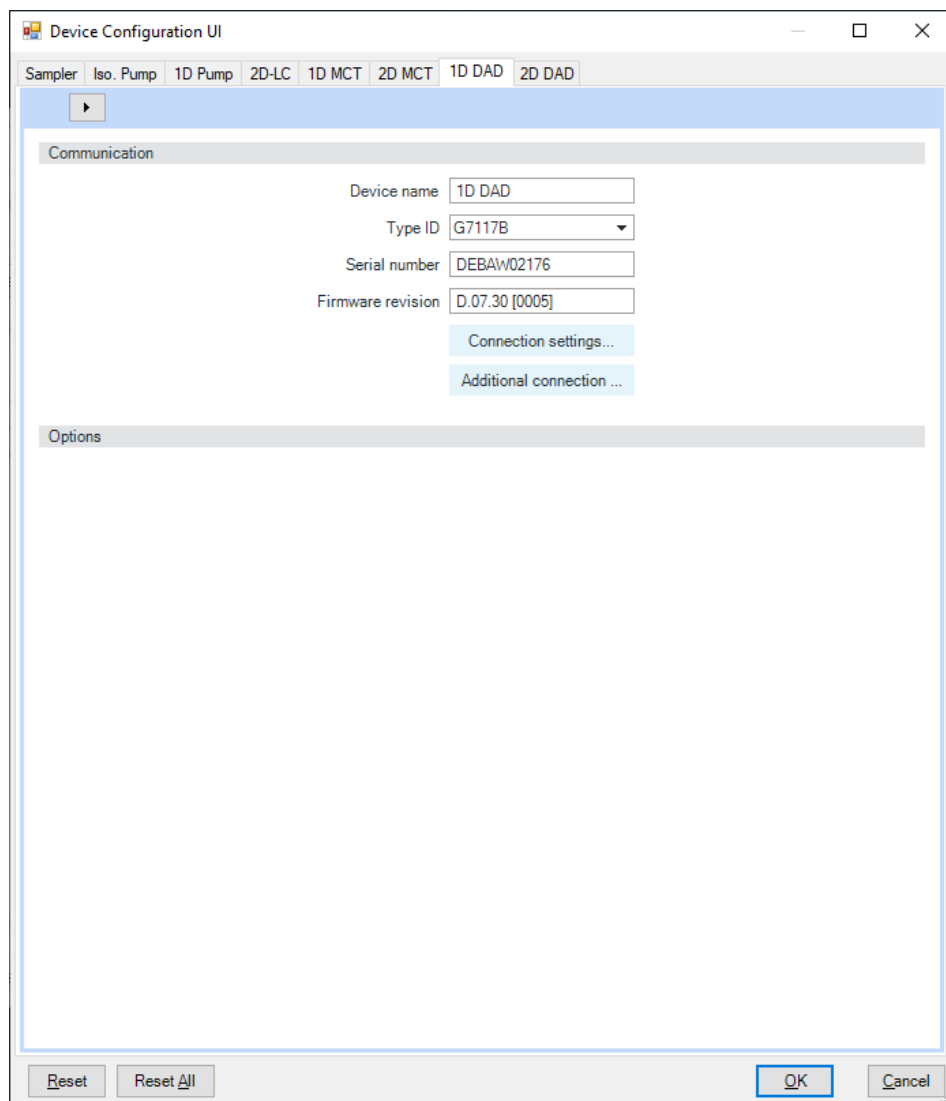 Device Configuration UI
Sampler Iso. Pump 1D Pump 2D-LC 1D MCT 2D MCT 1D DAD 2D DAD
Communication
Device name 1D DAD
Type ID G7117B
Serial number DEBAW02176
Firmware revision D.07.30 [0005]
Connection settings...
Additional connection ...
Options
Reset Reset All OK Cancel